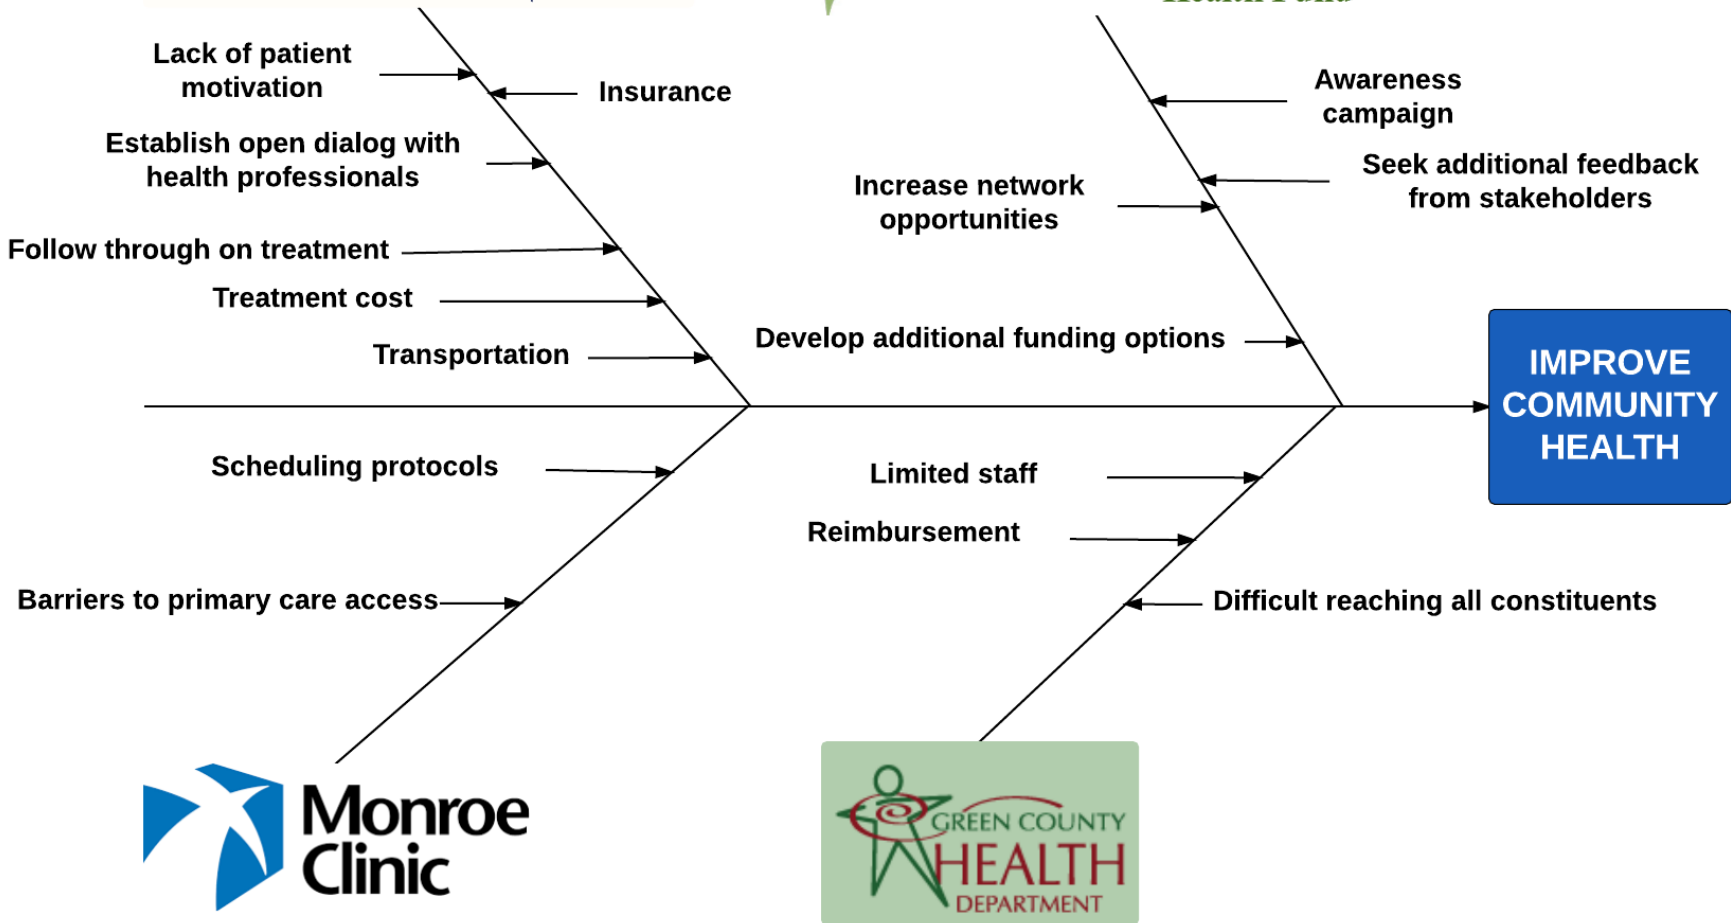 Health Fund
Lack of patient
motivation
Insurance
Establish open dialog with
health professionals
Follow through on treatment
Treatment cost
Transportation
Awareness
campaign
Seek additional feedback
from stakeholders
Increase network
opportunities
Develop additional funding options
IMPROVE
COMMUNITY
HEALTH
Scheduling protocols
Barriers to primary care access
Limited staff
Reimbursement
Difficult reaching all constituents
Monroe
Clinic
GREEN COUNTY
HEALTH
DEPARTMENT